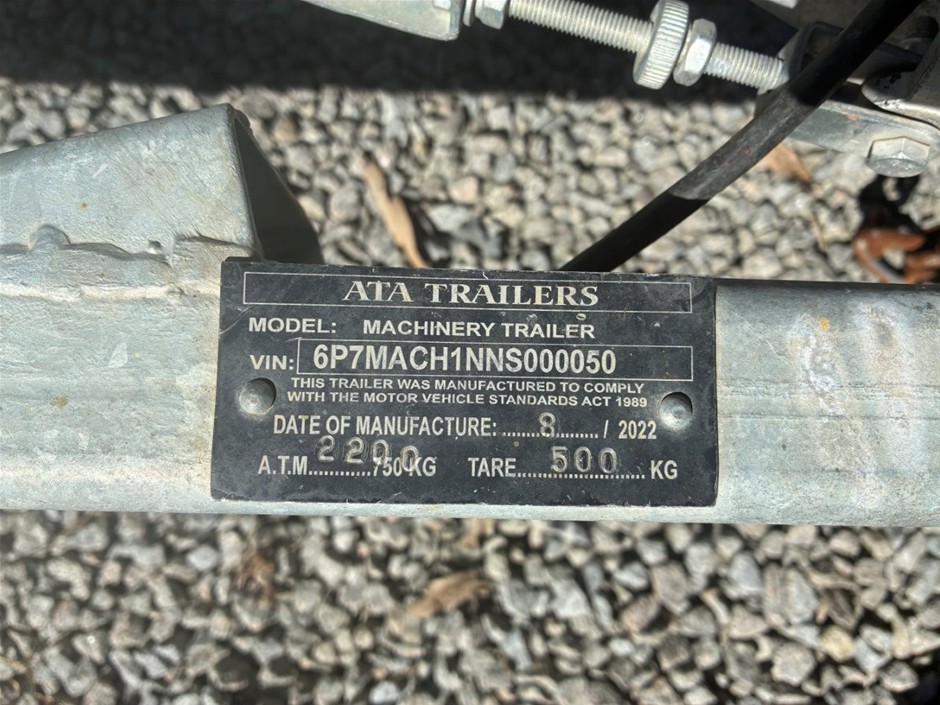 ATA TRAILERS
MODEL: MACHINERY TRAILER
VIN: 6P7MACH1NNS000050
THIS TRAILER WAS MANUFACTURED TO COMPLY
WITH THE MOTOR VEHICLE STANDARDS ACT 1989
DATE OF MANUFACTURE: ......8......... / 2022
A.T.M............750 KG 2200 TARE.......500............ KG